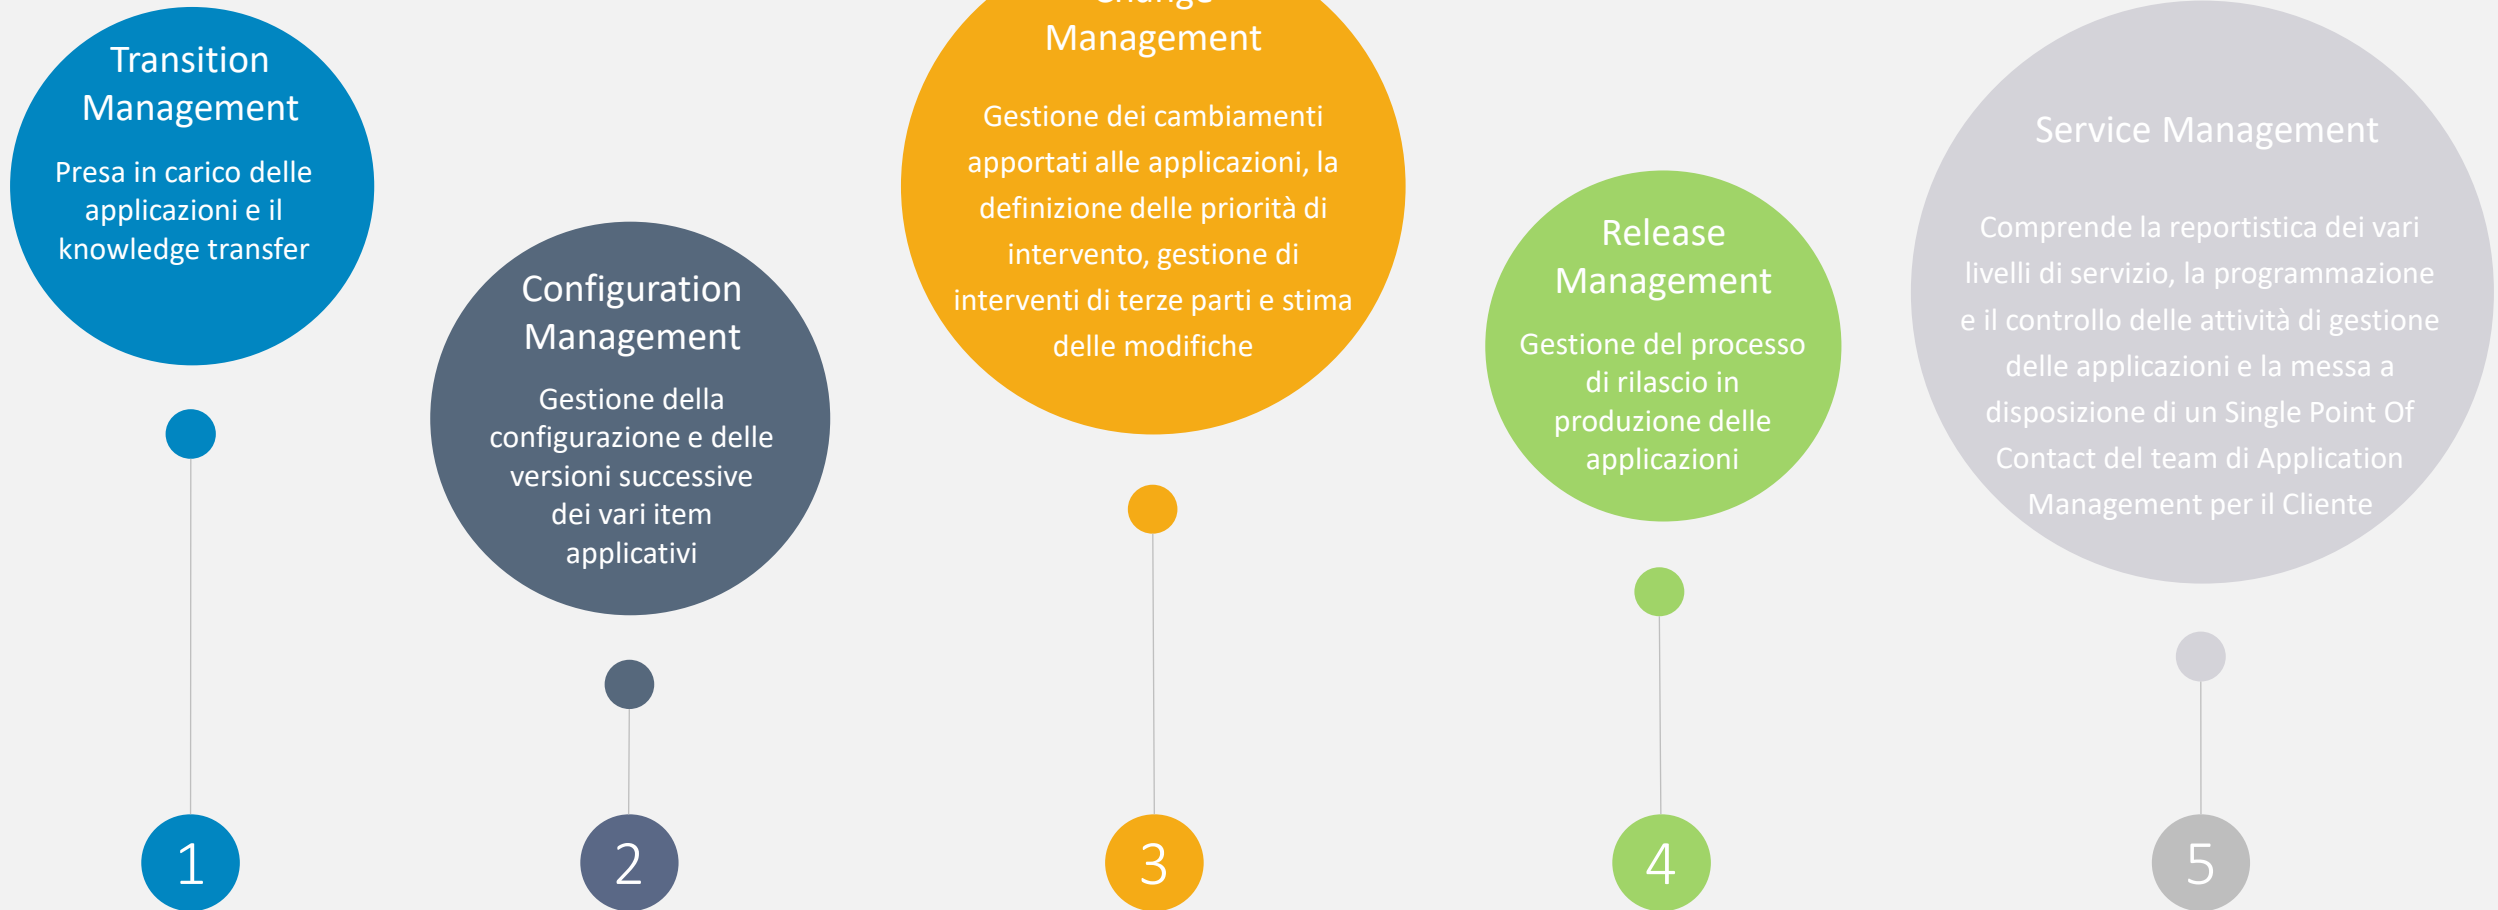 Transition
Management
Presa in carico delle
applicazioni e il
knowledge transfer
1
Configuration
Management
Gestione della
configurazione e delle
versioni successive
dei vari item
applicativi
2
Change
Management
Gestione dei cambiamenti
apportati alle applicazioni, la
definizione delle priorità di
intervento, gestione di
interventi di terze parti e stima
delle modifiche
3
Release
Management
Gestione del processo
di rilascio in
produzione delle
applicazioni
4
Service Management
Comprende la reportistica dei vari
livelli di servizio, la programmazione
e il controllo delle attività di gestione
delle applicazioni e la messa a
disposizione di un Single Point Of
Contact del team di Application
Management per il Cliente
5